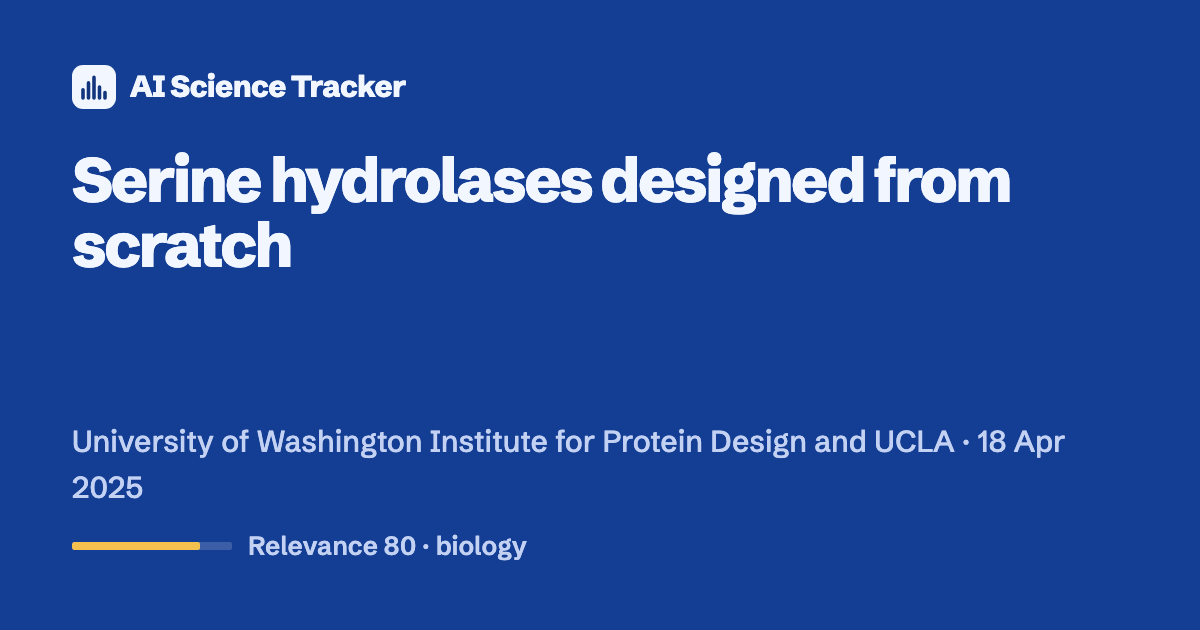 AI Science Tracker
Serine hydrolases designed from
scratch
University of Washington Institute for Protein Design and UCLA · 18 Apr
2025
Relevance 80 · biology